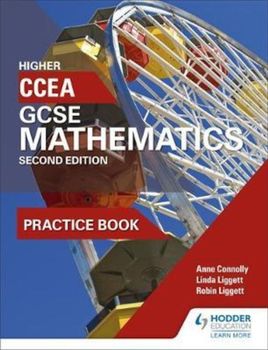 HIGHER
CCEA
GCSE
MATHEMATICS
SECOND EDITION
PRACTICE BOOK
Anne Connolly
Linda Liggett
Robin Liggett
HODDER
EDUCATION
LEARN MORE